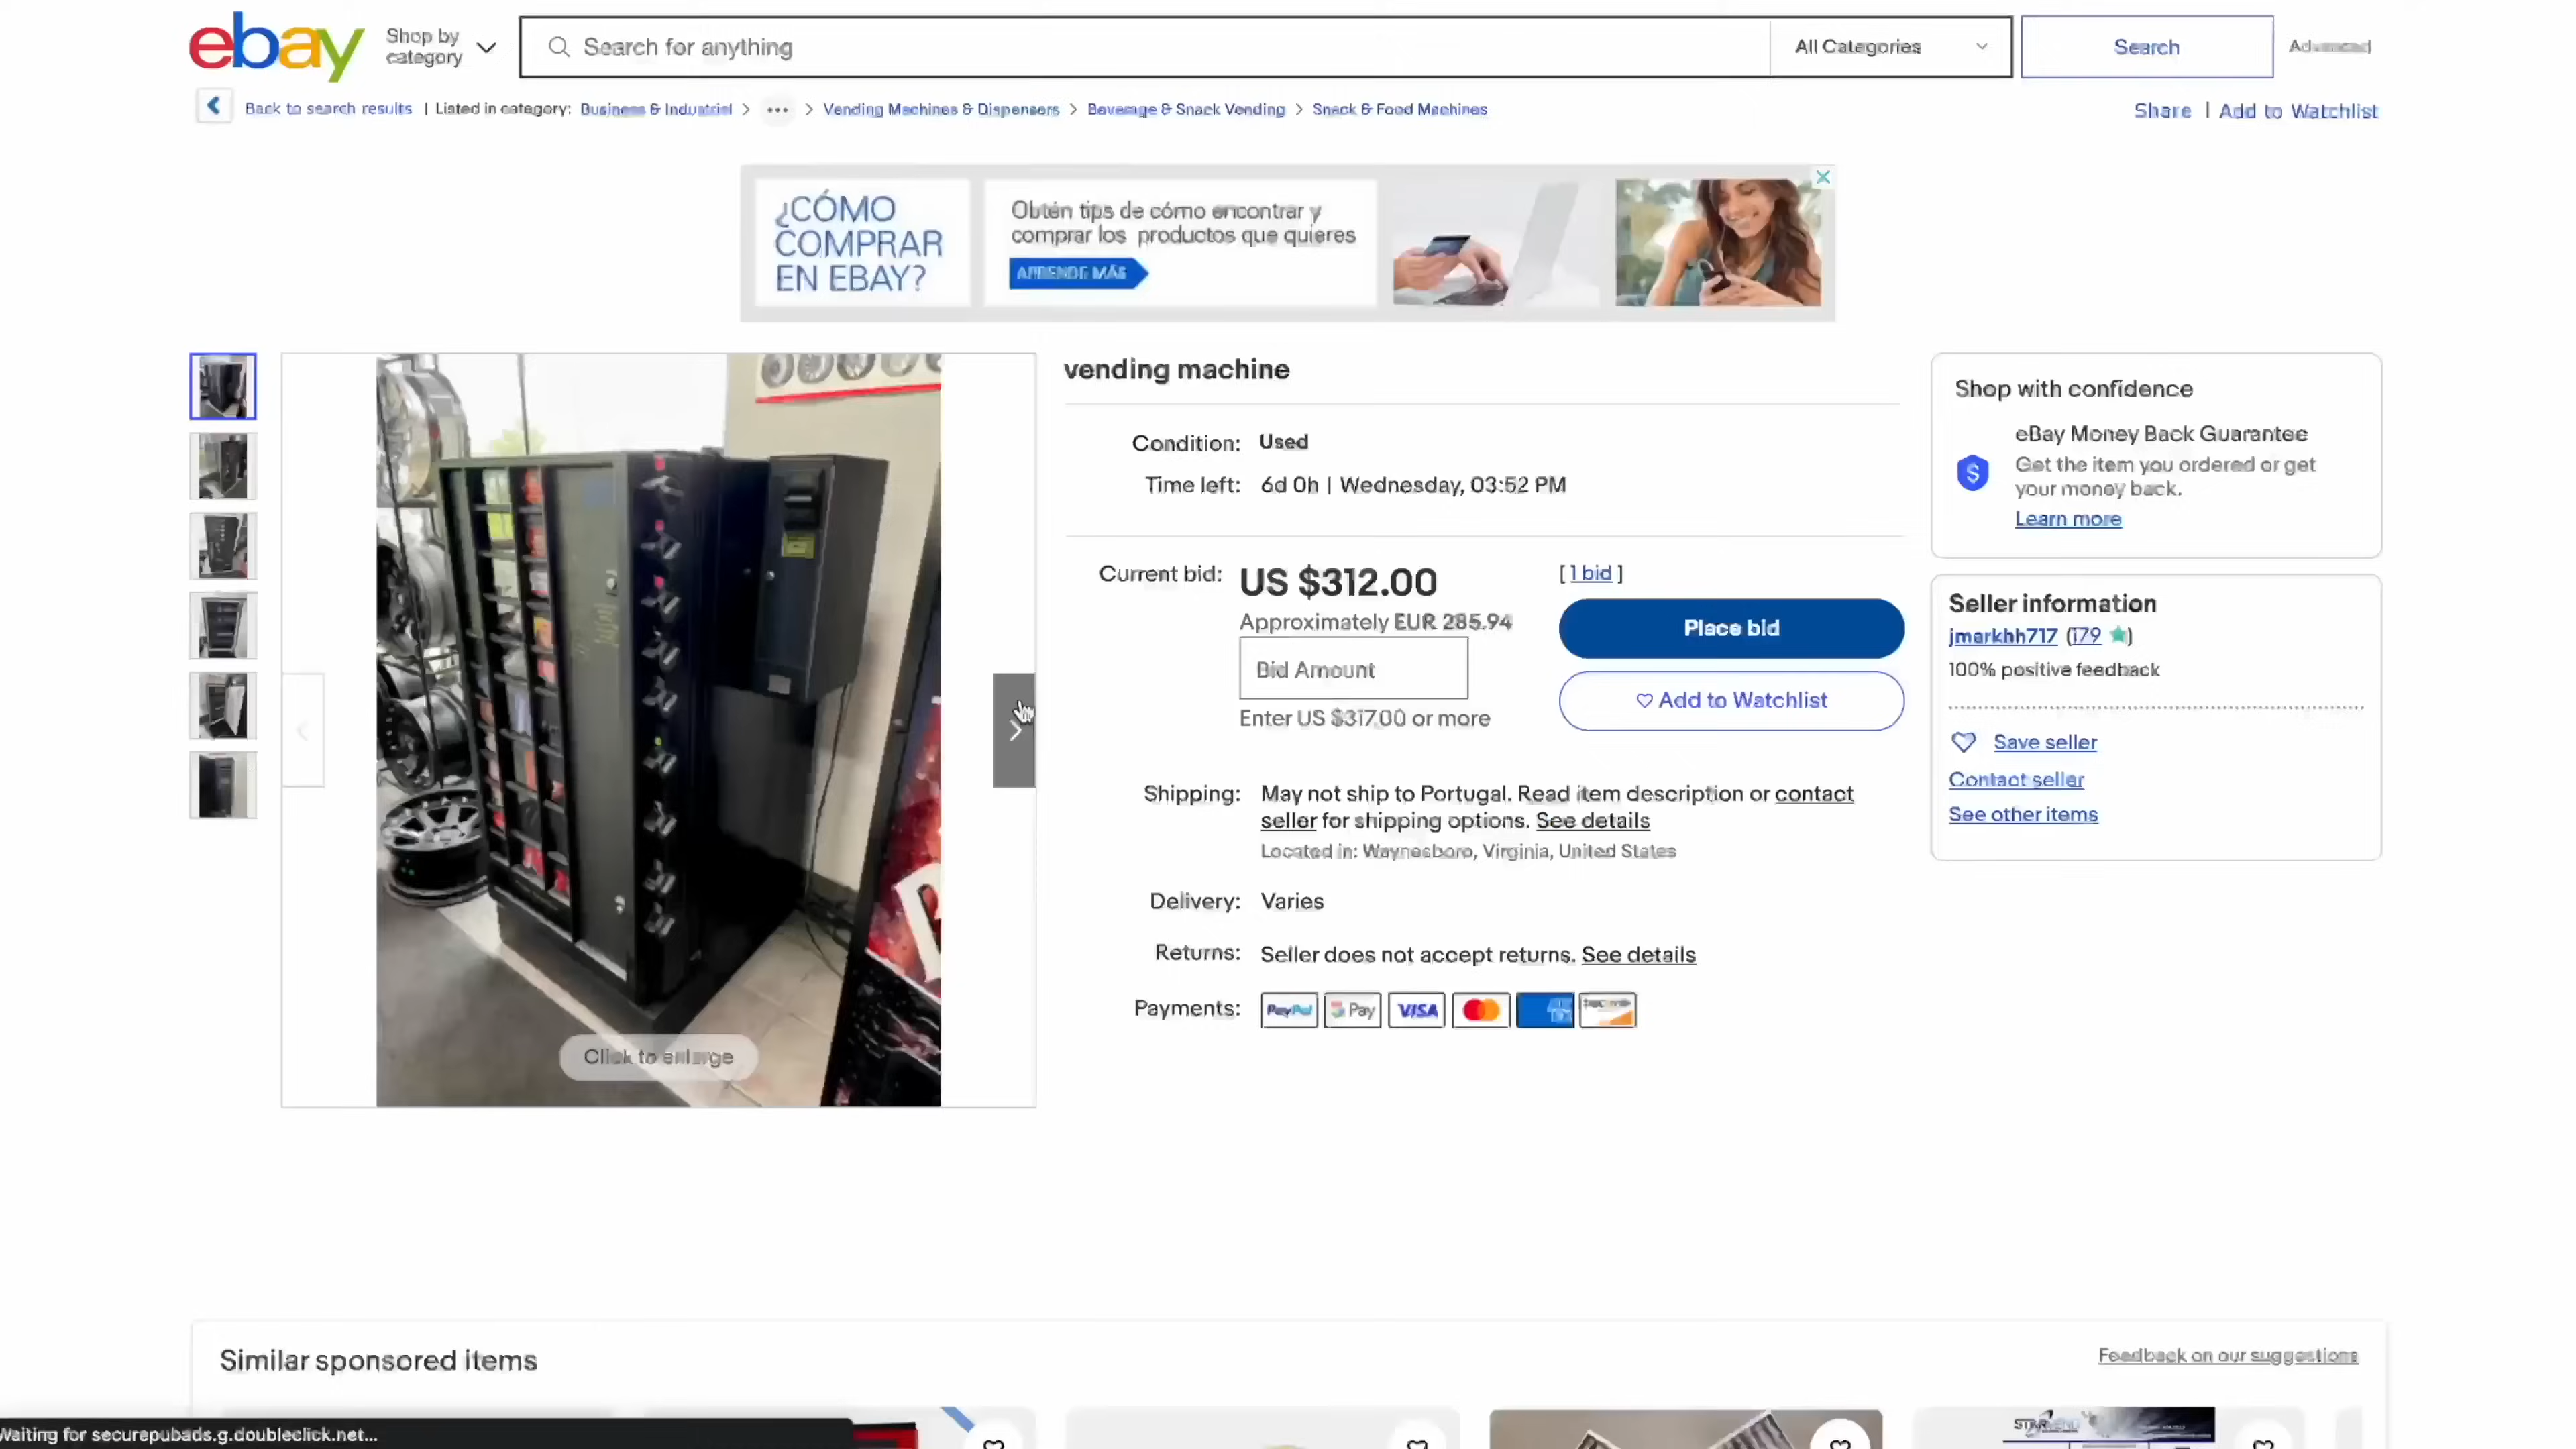 ebay
Shop by
category
Search for anything
All Categories
Search
Advanced
Back to search results | Listed in category: Business & Industrial > ... > Vending Machines & Dispensers > Beverage & Snack Vending > Snack & Food Machines
Share | Add to Watchlist
¿CÓMO
COMPRAR
EN EBAY?
Obtén tips de cómo encontrar y
comprar los productos que quieres
APRENDE MÁS
vending machine
Condition: Used
Time left: 6d 0h | Wednesday, 03:52 PM
Current bid: US $312.00 [ 1 bid ]
Approximately EUR 285.94
Place bid
Bid Amount
Add to Watchlist
Enter US $317.00 or more
Shipping: May not ship to Portugal. Read item description or contact
seller for shipping options. See details
Located in: Waynesboro, Virginia, United States
Delivery: Varies
Returns: Seller does not accept returns. See details
Payments: PayPal G Pay VISA
Click to enlarge
Shop with confidence
eBay Money Back Guarantee
Get the item you ordered or get
your money back.
Learn more
Seller information
jmarkhh717 (179)
100% positive feedback
Save seller
Contact seller
See other items
Similar sponsored items
Feedback on our suggestions
Waiting for securepubads.g.doubleclick.net...